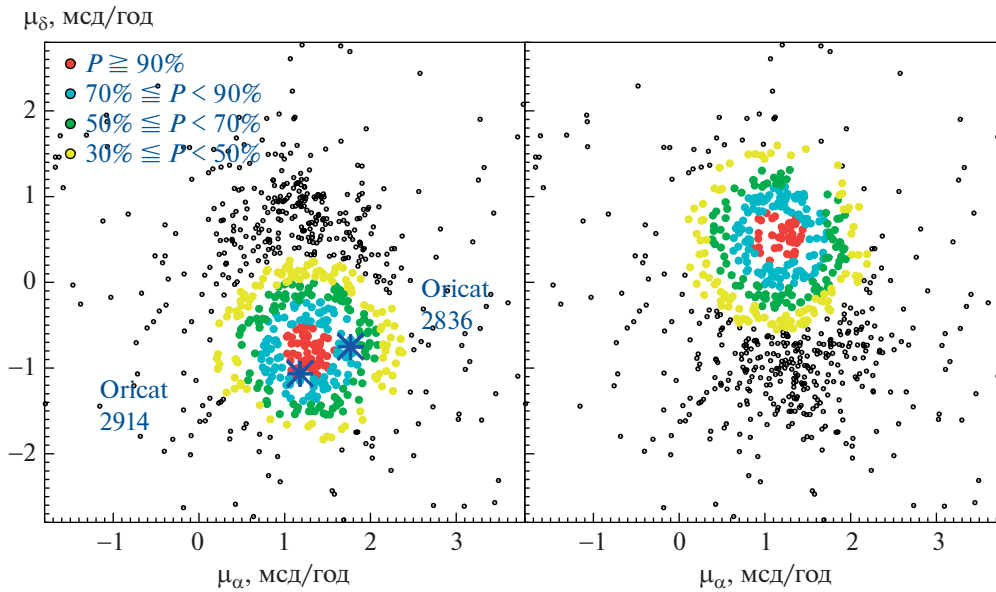 μδ, мсд/год
P ≧ 90%
70% ≦ P < 90%
50% ≦ P < 70%
30% ≦ P < 50%
2
1
0
−1
−2
Oricat
2836
Oricat
2914
−1 0 1 2 3
−1 0 1 2 3
μα, мсд/год
μα, мсд/год